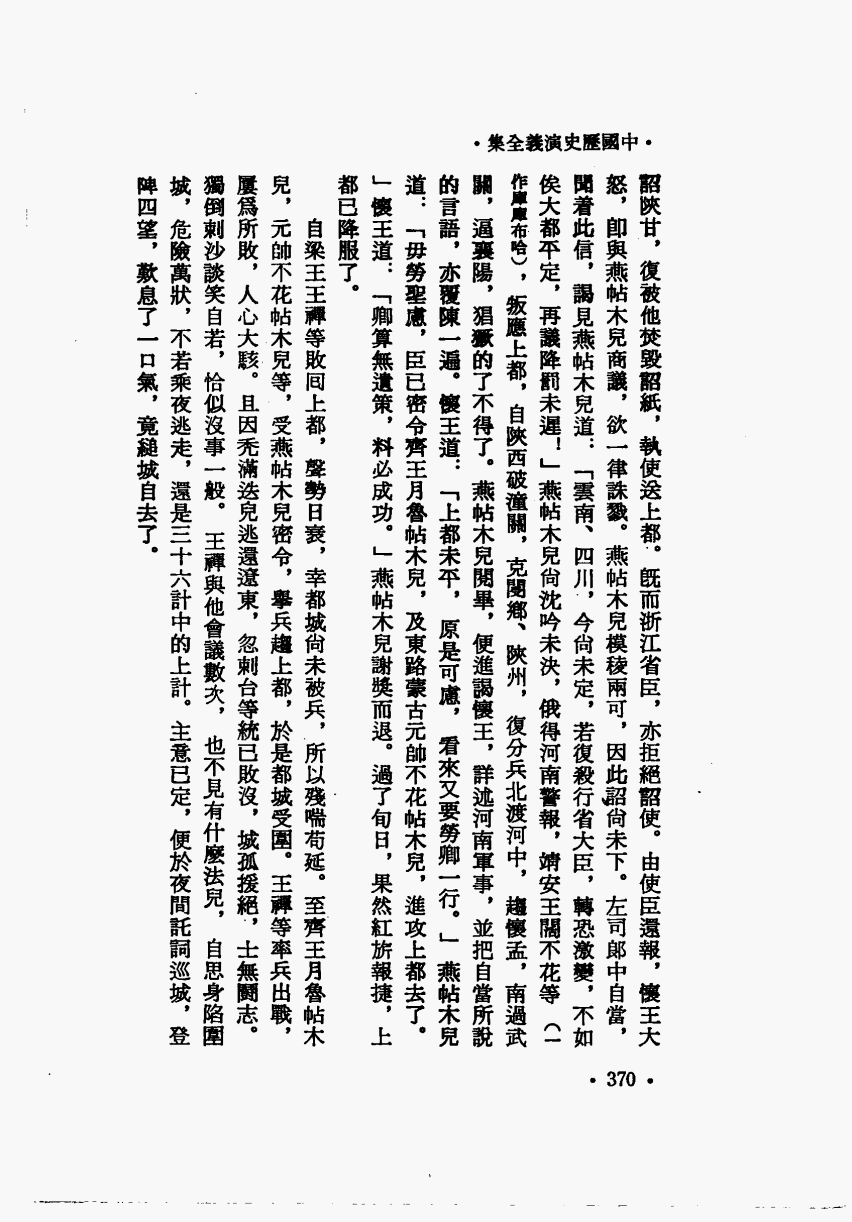 ·中國歷史演義全集·
詔陝甘，復被他焚毀詔紙，執使送上都。旣而浙江省臣，亦拒絕詔使。由使臣還報，懷王大
怒，卽與燕帖木兒商議，欲一律誅戮。燕帖木兒模稜兩可，因此詔尙未下。左司郞中自當，
聞着此信，謁見燕帖木兒道：「雲南、四川，今尙未定，若復殺行省大臣，轉恐激變，不如
俟大都平定，再議降罰未遲！」燕帖木兒尙沈吟未決，俄得河南警報，靖安王闊不花等（一
作庫庫布哈），叛應上都，自陝西破潼關，克閿鄉、陝州，復分兵北渡河中，趨懷孟，南過武
關，逼襄陽，猖獗的了不得了。燕帖木兒閱畢，便進謁懷王，詳述河南軍事，並把自當所說
的言語，亦覆陳一遍。懷王道：「上都未平，原是可慮，看來又要勞卿一行。」燕帖木兒
道：「毋勞聖慮，臣已密令齊王月魯帖木兒，及東路蒙古元帥不花帖木兒，進攻上都去了。
」懷王道：「卿算無遺策，料必成功。」燕帖木兒謝獎而退。過了旬日，果然紅旂報捷，上
都已降服了。
自梁王王禪等敗囘上都，聲勢日衰，幸都城尙未被兵，所以殘喘苟延。至齊王月魯帖木
兒，元帥不花帖木兒等，受燕帖木兒密令，舉兵趨上都，於是都城受圍。王禪等率兵出戰，
屢爲所敗，人心大駭。且因禿滿迭兒逃還遼東，忽剌台等統已敗沒，城孤援絕，士無鬪志。
獨倒剌沙談笑自若，恰似沒事一般。王禪與他會議數次，也不見有什麼法兒，自思身陷圍
城，危險萬狀，不若乘夜逃走，還是三十六計中的上計。主意已定，便於夜間託詞巡城，登
陴四望，歎息了一口氣，竟縋城自去了。
·370·